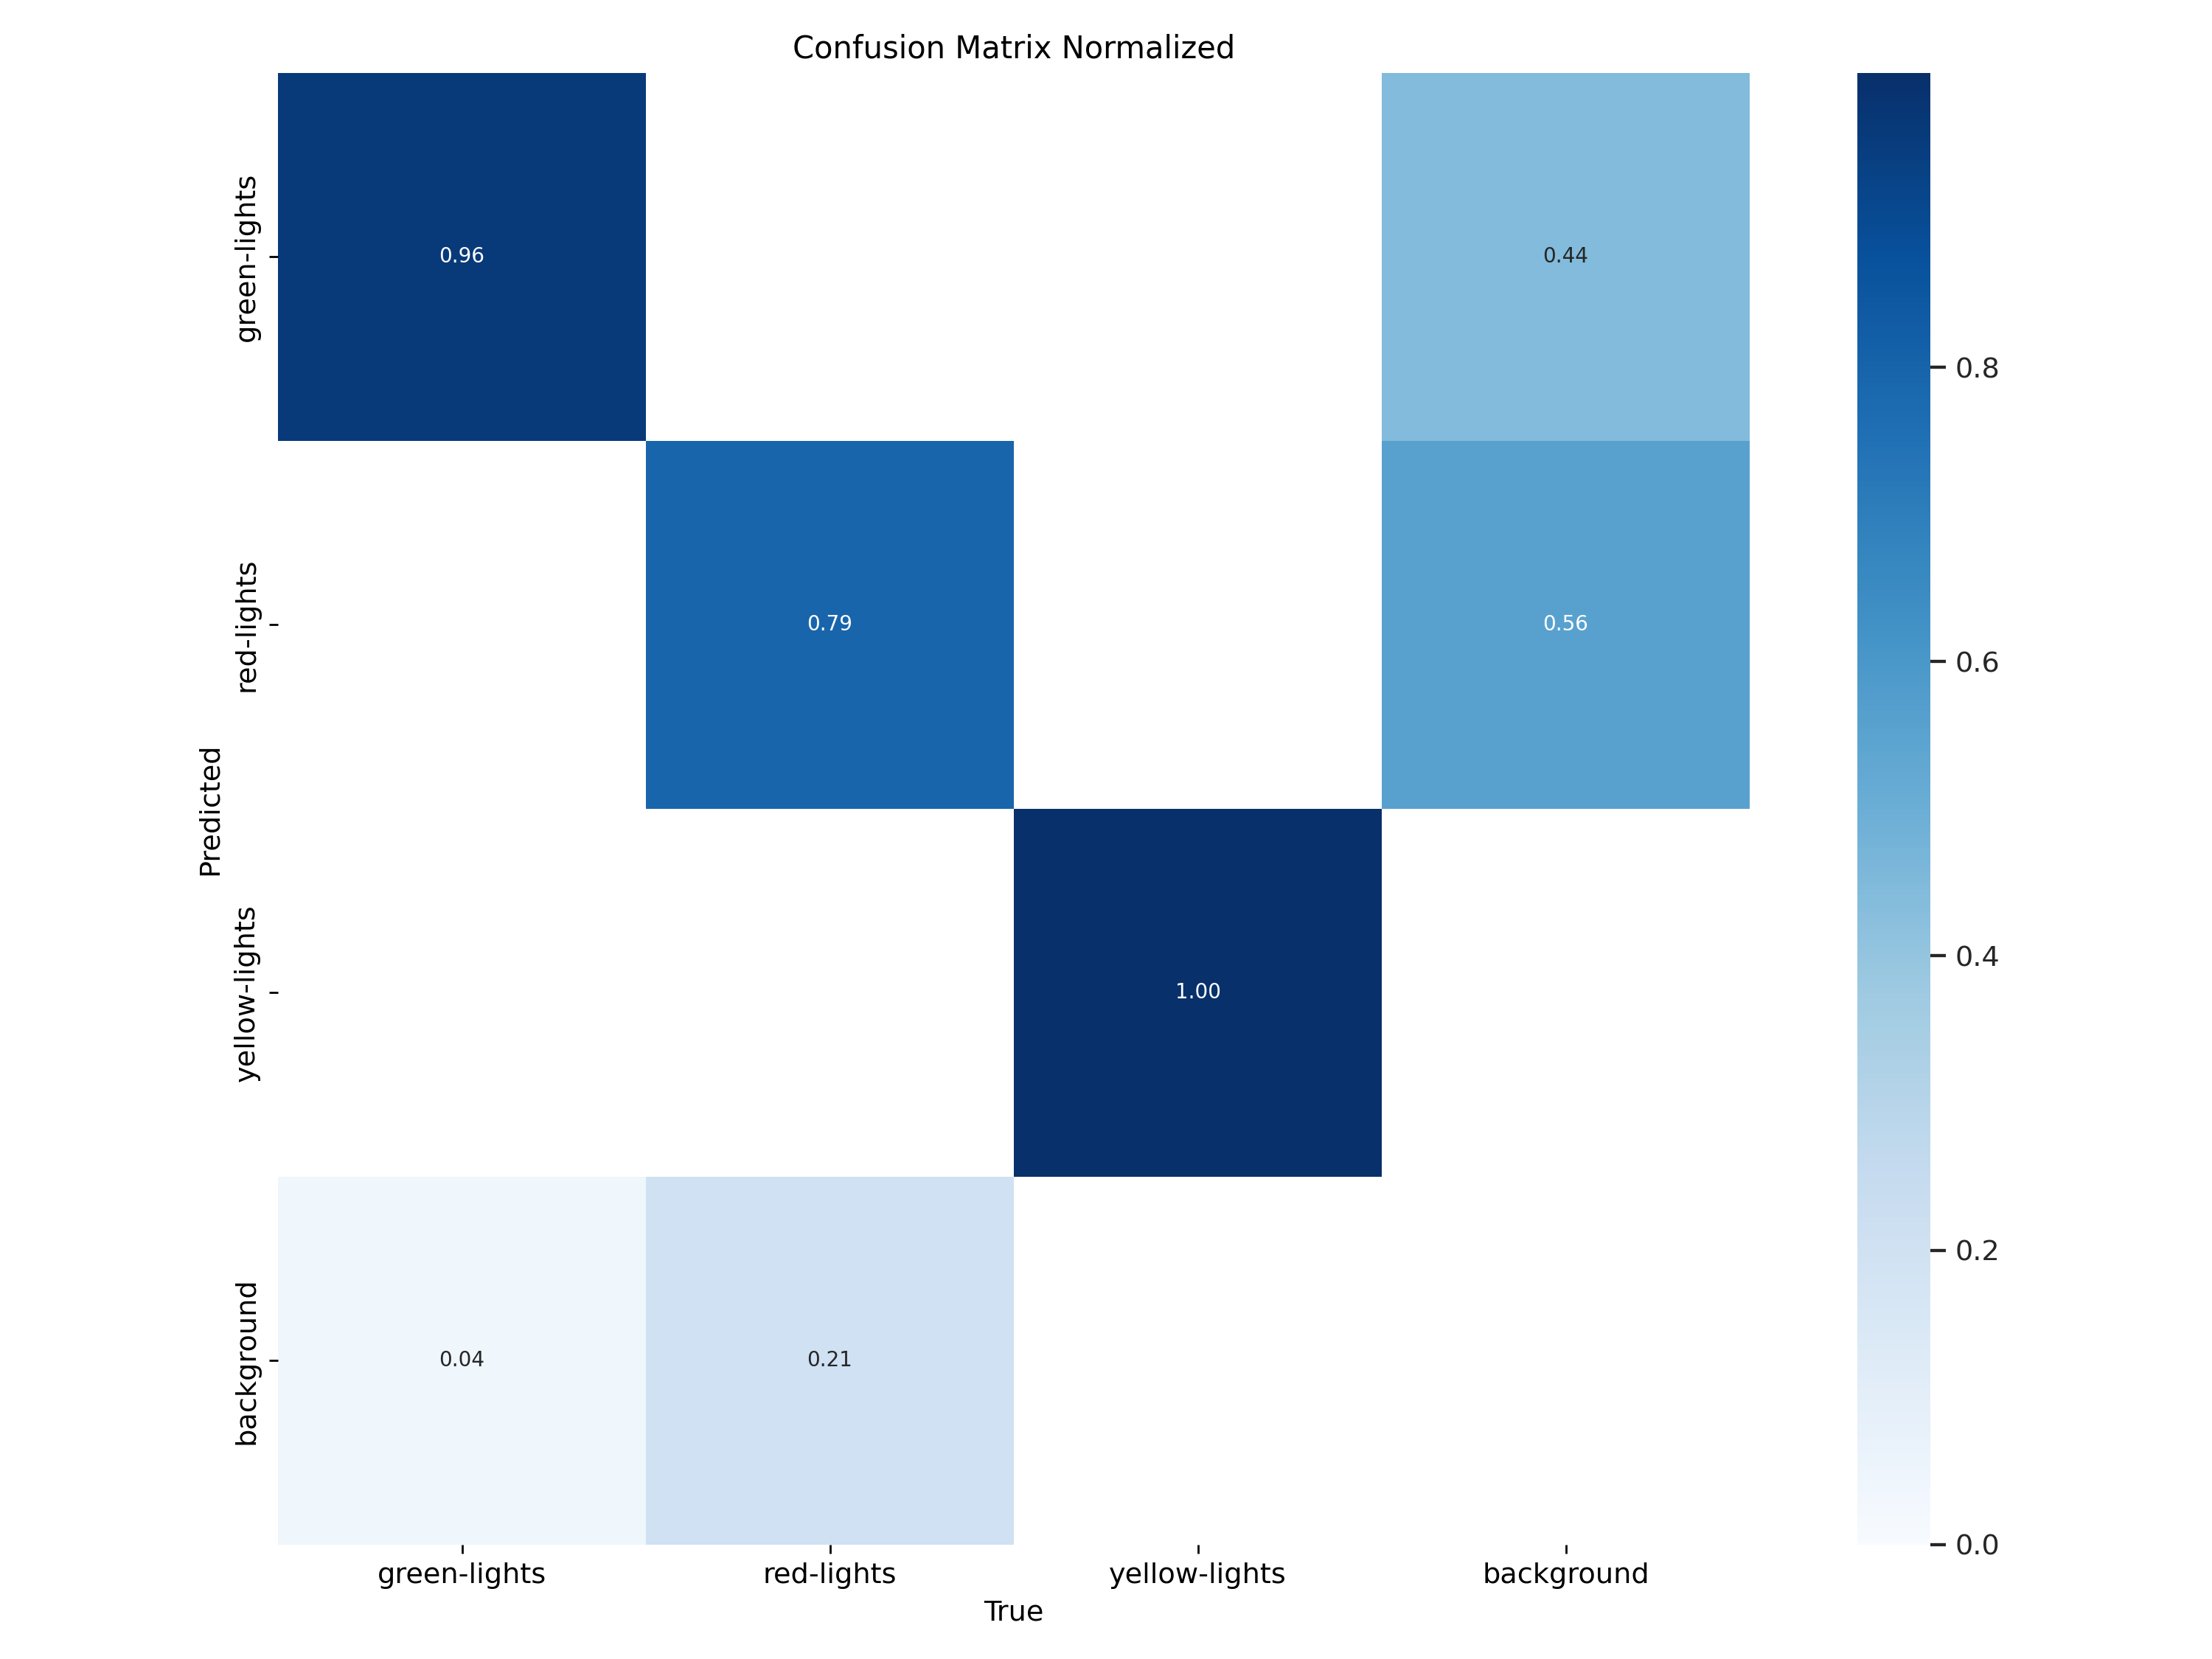 Confusion Matrix Normalized
green-lights
0.96
0.44
0.8
red-lights
0.79
0.56
0.6
Predicted
yellow-lights
1.00
0.4
background
0.04
0.21
0.2
0.0
green-lights
red-lights
yellow-lights
background
True